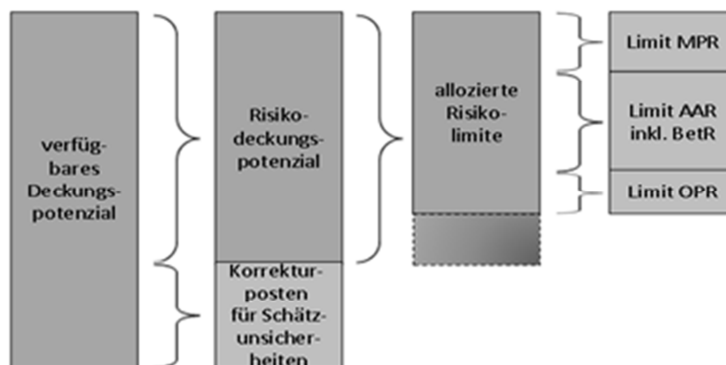 verfüg-
bares
Deckungs-
potenzial
Risiko-
deckungs-
potenzial
Korrektur-
posten
für Schätz-
unsicher-
heiten
allozierte
Risiko-
limite
Limit MPR
Limit AAR
inkl. BetR
Limit OPR